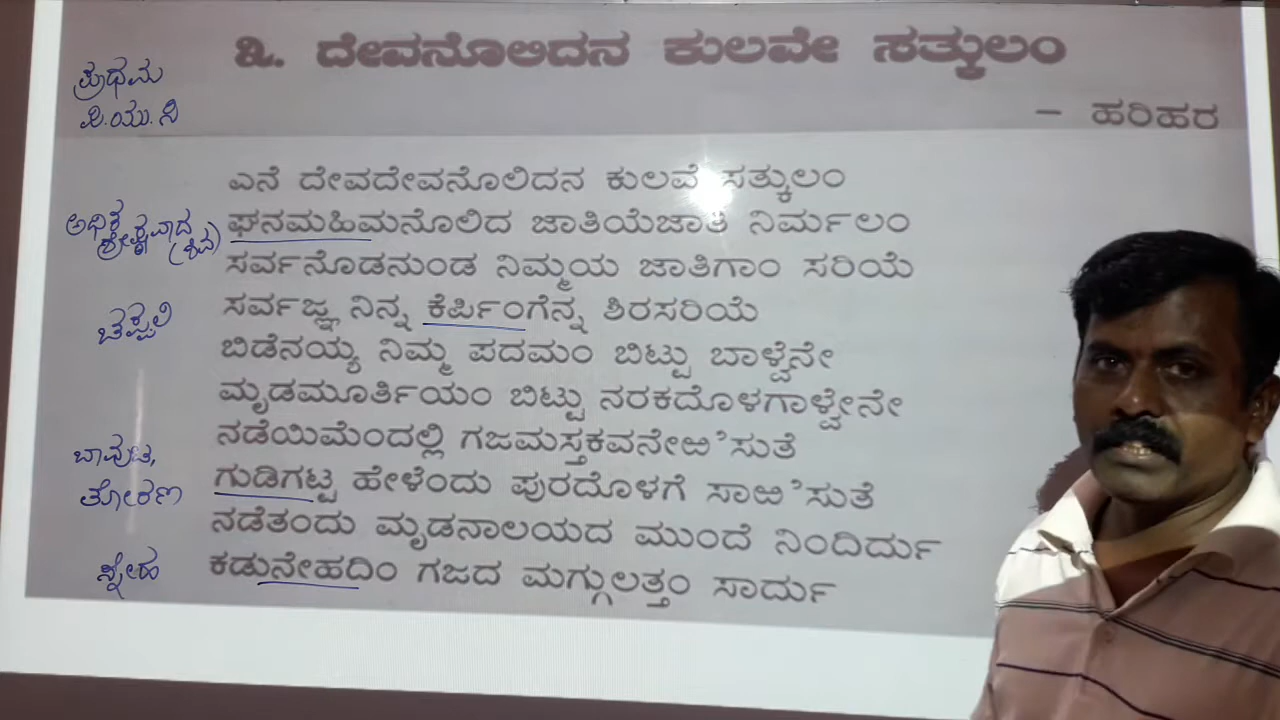 ೩. ದೇವನೊಲಿದನ ಕುಲವೇ ಸತ್ಕುಲಂ
ಪ್ರಥಮ
ಪಿ.ಯು.ಸಿ
– ಹರಿಹರ
ಎನೆ ದೇವದೇವನೊಲಿದನ ಕುಲವೆ ಸತ್ಕುಲಂ
ಅಧಿಕ
ಶ್ರೇಷ್ಠವಾದ
(ಶಿವ)
ಘನಮಹಿಮನೊಲಿದ ಜಾತಿಯೆಜಾತಿ ನಿರ್ಮಲಂ
ಸರ್ವನೊಡನುಂಡ ನಿಮ್ಮಯ ಜಾತಿಗಾಂ ಸರಿಯೆ
ಚಪ್ಪಲಿ
ಸರ್ವಜ್ಞ ನಿನ್ನ ಕೆರ್ಪಿಂಗೆನ್ನ ಶಿರಸರಿಯೆ
ಬಿಡೆನಯ್ಯ ನಿಮ್ಮ ಪದಮಂ ಬಿಟ್ಟು ಬಾಳ್ವೆನೇ
ಮೃಡಮೂರ್ತಿಯಂ ಬಿಟ್ಟು ನರಕದೊಳಗಾಳ್ವೇನೇ
ನಡೆಯಿಮೆಂದಲ್ಲಿ ಗಜಮಸ್ತಕವನೇಱಿಸುತೆ
ಬಾವುಟ,
ತೋರಣ
ಗುಡಿಗಟ್ಟ ಹೇಳೆಂದು ಪುರದೊಳಗೆ ಸಾಱಿಸುತೆ
ನಡೆತಂದು ಮೃಡನಾಲಯದ ಮುಂದೆ ನಿಂದಿರ್ದು
ಸ್ನೇಹ
ಕಡುನೇಹದಿಂ ಗಜದ ಮಗ್ಗುಲತ್ತಂ ಸಾರ್ದು